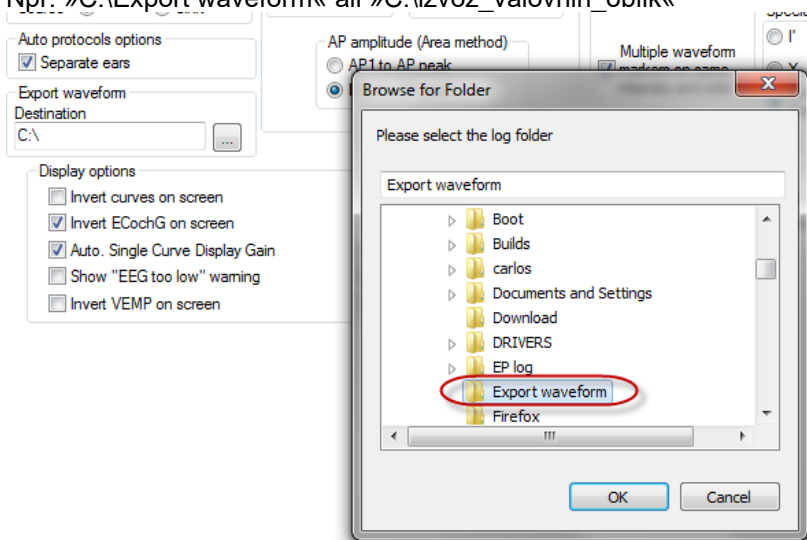 Npr. »C:\Export waveform« ali »C:\Izvoz_valovnih_oblik«
Auto protocols options
Separate ears
Export waveform
Destination
C:\
...
AP amplitude (Area method)
AP1 to AP peak
Multiple waveform
Display options
Invert curves on screen
Invert ECochG on screen
Auto. Single Curve Display Gain
Show "EEG too low" warning
Invert VEMP on screen
Browse for Folder
Please select the log folder
Export waveform
Boot
Builds
carlos
Documents and Settings
Download
DRIVERS
EP log
Export waveform
Firefox
OK
Cancel